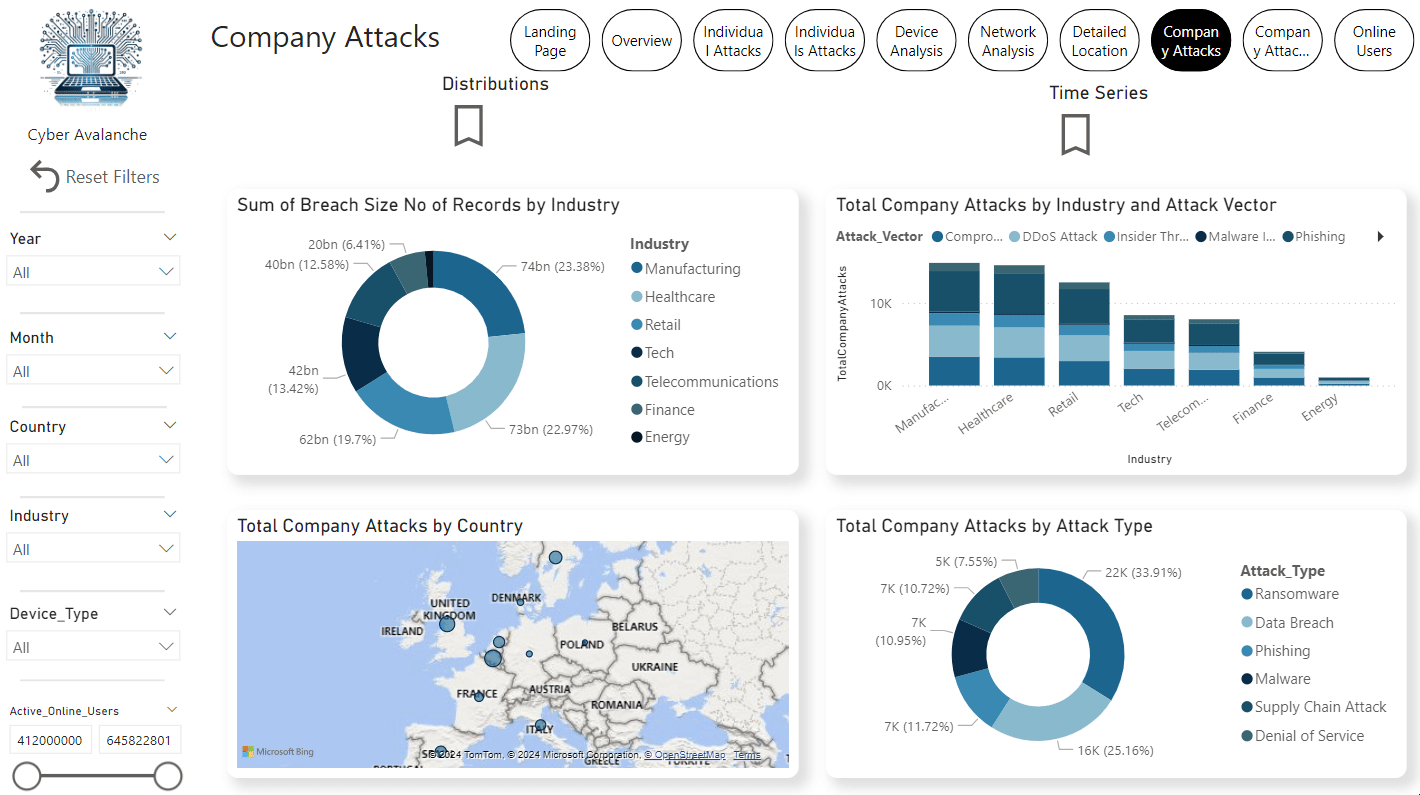 Company Attacks
Landing
Page
Overview
Individua
l Attacks
Individua
ls Attacks
Device
Analysis
Network
Analysis
Detailed
Location
Compan
y Attacks
Compan
y Attac...
Online
Users
Distributions
Time Series
Cyber Avalanche
Reset Filters
Year
All
Month
All
Country
All
Industry
All
Device_Type
All
Active_Online_Users
412000000
645822801
Sum of Breach Size No of Records by Industry
20bn (6.41%)
40bn (12.58%)
42bn
(13.42%)
62bn (19.7%)
73bn (22.97%)
74bn (23.38%)
Industry
Manufacturing
Healthcare
Retail
Tech
Telecommunications
Finance
Energy
Total Company Attacks by Industry and Attack Vector
Attack_Vector
Compro...
DDoS Attack
Insider Thr...
Malware I...
Phishing
TotalCompanyAttacks
10K
0K
Manufac...
Healthcare
Retail
Tech
Telecom...
Finance
Energy
Industry
Total Company Attacks by Country
UNITED
KINGDOM
IRELAND
DENMARK
BELARUS
POLAND
UKRAINE
FRANCE
AUSTRIA
ROMANIA
ITALY
SPAIN
PORTUGAL
GREECE
TÜRKİYE
Microsoft Bing
© 2024 TomTom, © 2024 Microsoft Corporation, © OpenStreetMap Terms
Total Company Attacks by Attack Type
5K (7.55%)
7K (10.72%)
7K
(10.95%)
7K (11.72%)
16K (25.16%)
22K (33.91%)
Attack_Type
Ransomware
Data Breach
Phishing
Malware
Supply Chain Attack
Denial of Service